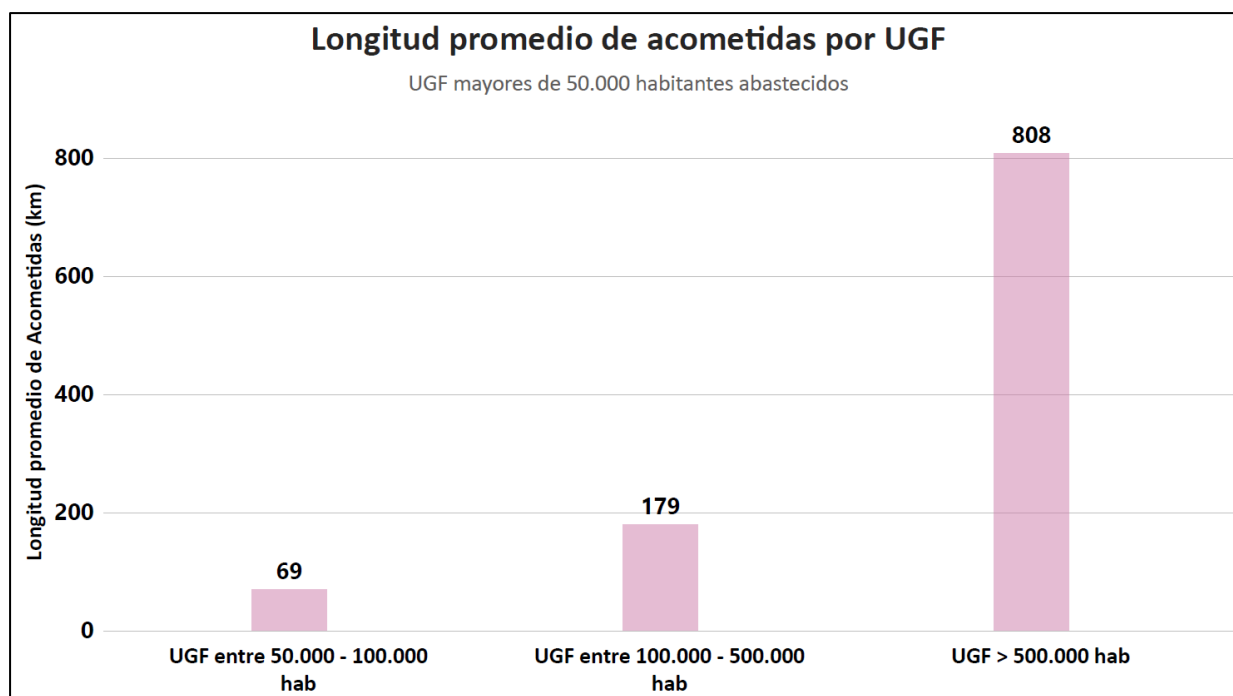 Longitud promedio de acometidas por UGF
UGF mayores de 50.000 habitantes abastecidos
Longitud promedio de Acometidas (km)
800
600
400
200
0
69
179
808
UGF entre 50.000 - 100.000
hab
UGF entre 100.000 - 500.000
hab
UGF > 500.000 hab